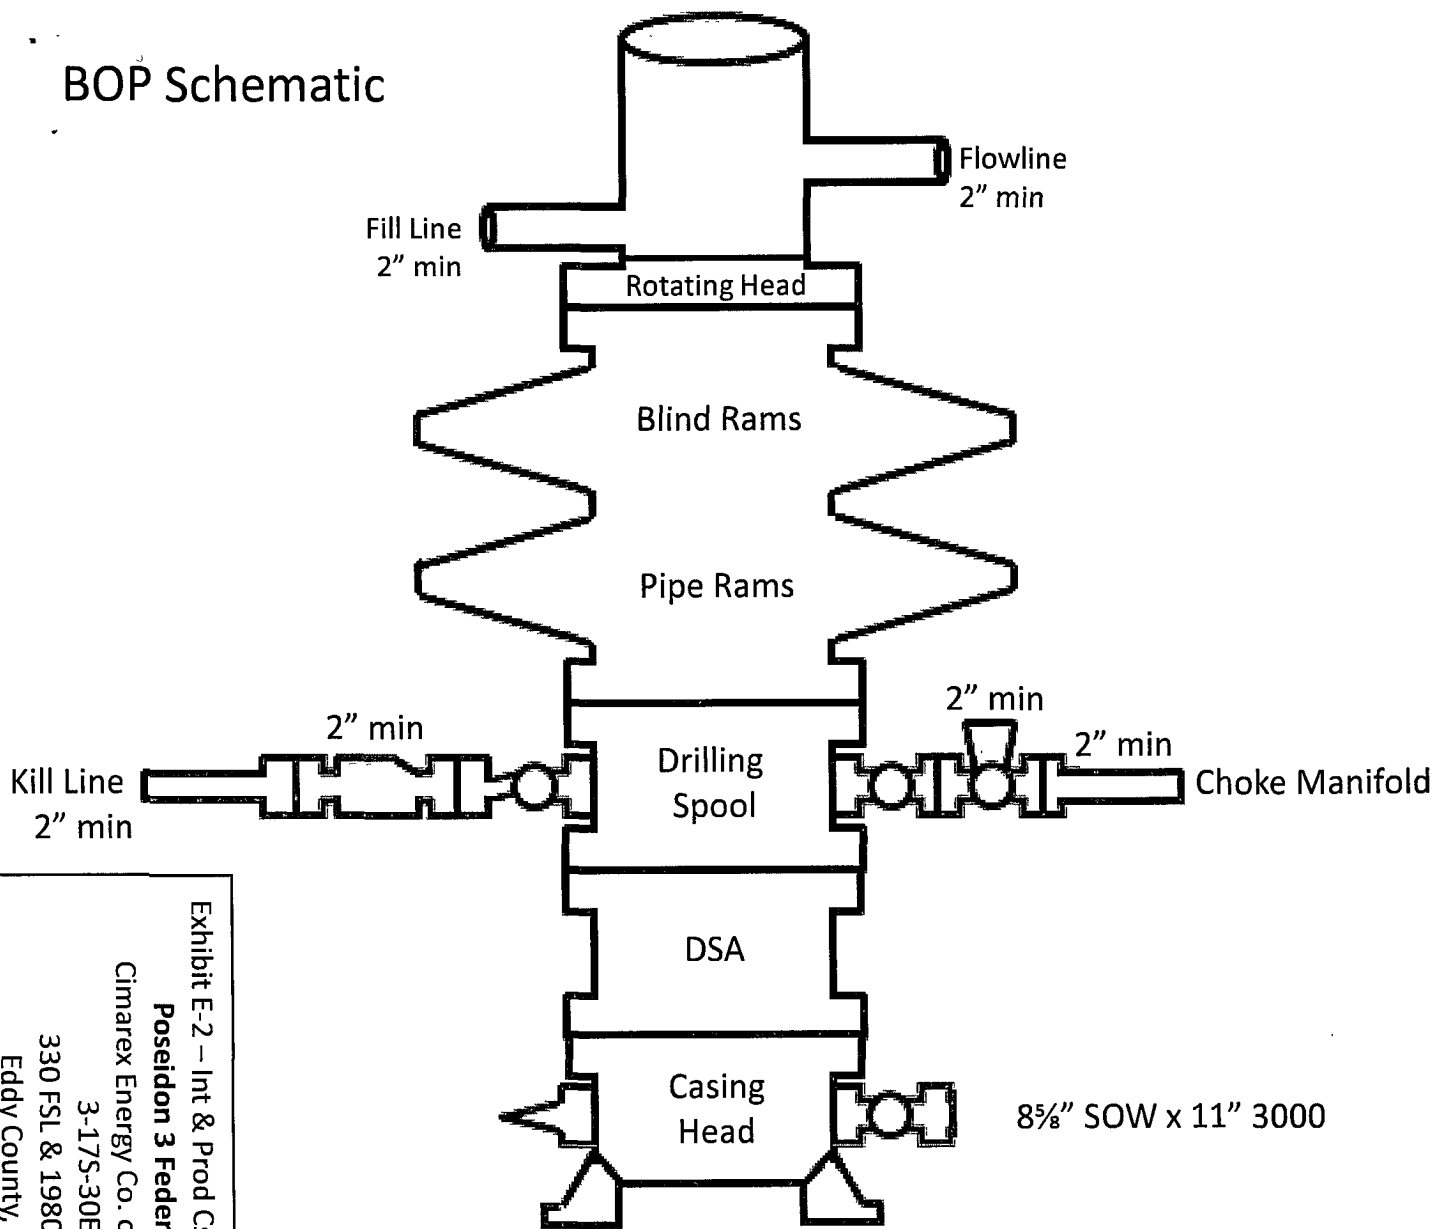 BOP Schematic
Flowline
2" min
Fill Line
2" min
Rotating Head
Blind Rams
Pipe Rams
2" min
2" min
2" min
Kill Line
2" min
Drilling
Spool
Choke Manifold
DSA
Casing
Head
8⅝" SOW x 11" 3000
Exhibit E-2 – Int & Prod
Poseidon 3
Cimarex Energy Co.
3-17S-30E
330 FSL & 1980
Eddy County,